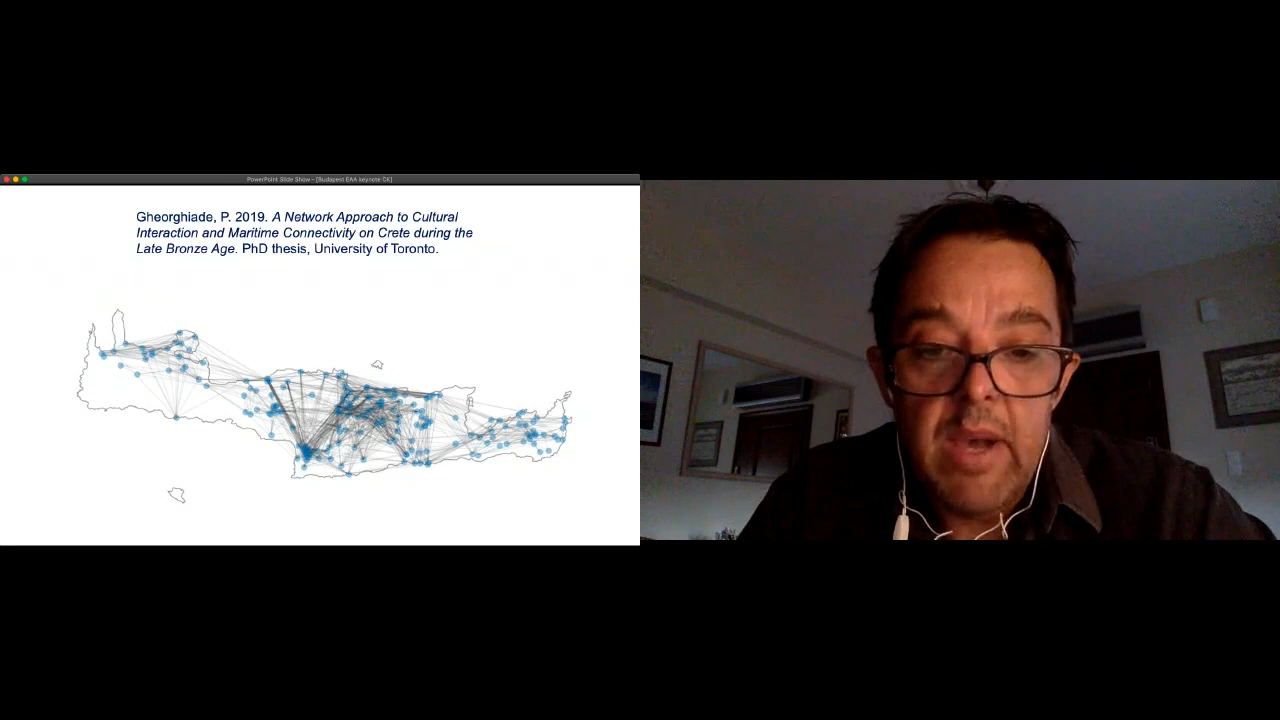 PowerPoint Slide Show - [Budapest EAA keynote CK]
Gheorghiade, P. 2019. A Network Approach to Cultural
Interaction and Maritime Connectivity on Crete during the
Late Bronze Age. PhD thesis, University of Toronto.